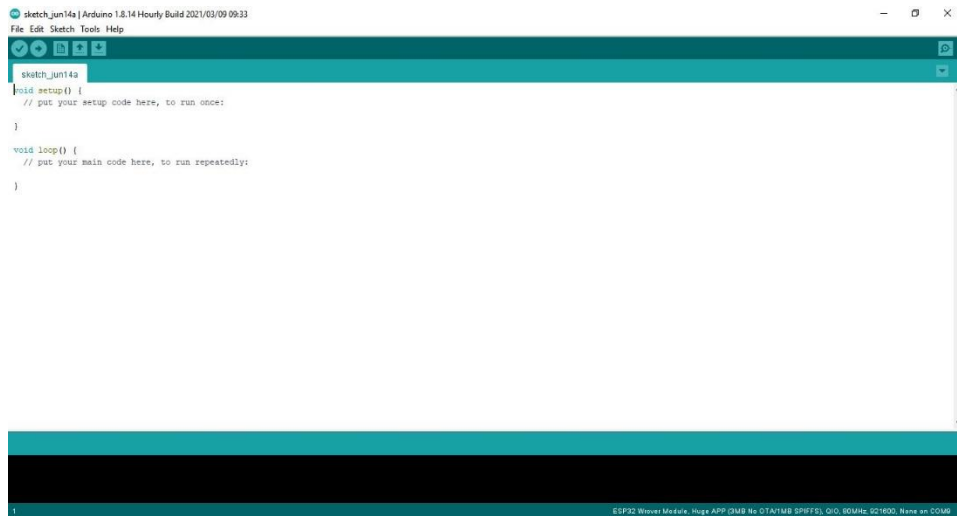 sketch_jun14a | Arduino 1.8.14 Hourly Build 2021/03/09 09:33
File Edit Sketch Tools Help
sketch_jun14a
void setup() {
  // put your setup code here, to run once:
}
void loop() {
  // put your main code here, to run repeatedly:
}
1
ESP32 Wrover Module, Huge APP (3MB No OTA/1MB SPIFFS), QIO, 80MHz, 921600, None on COM9